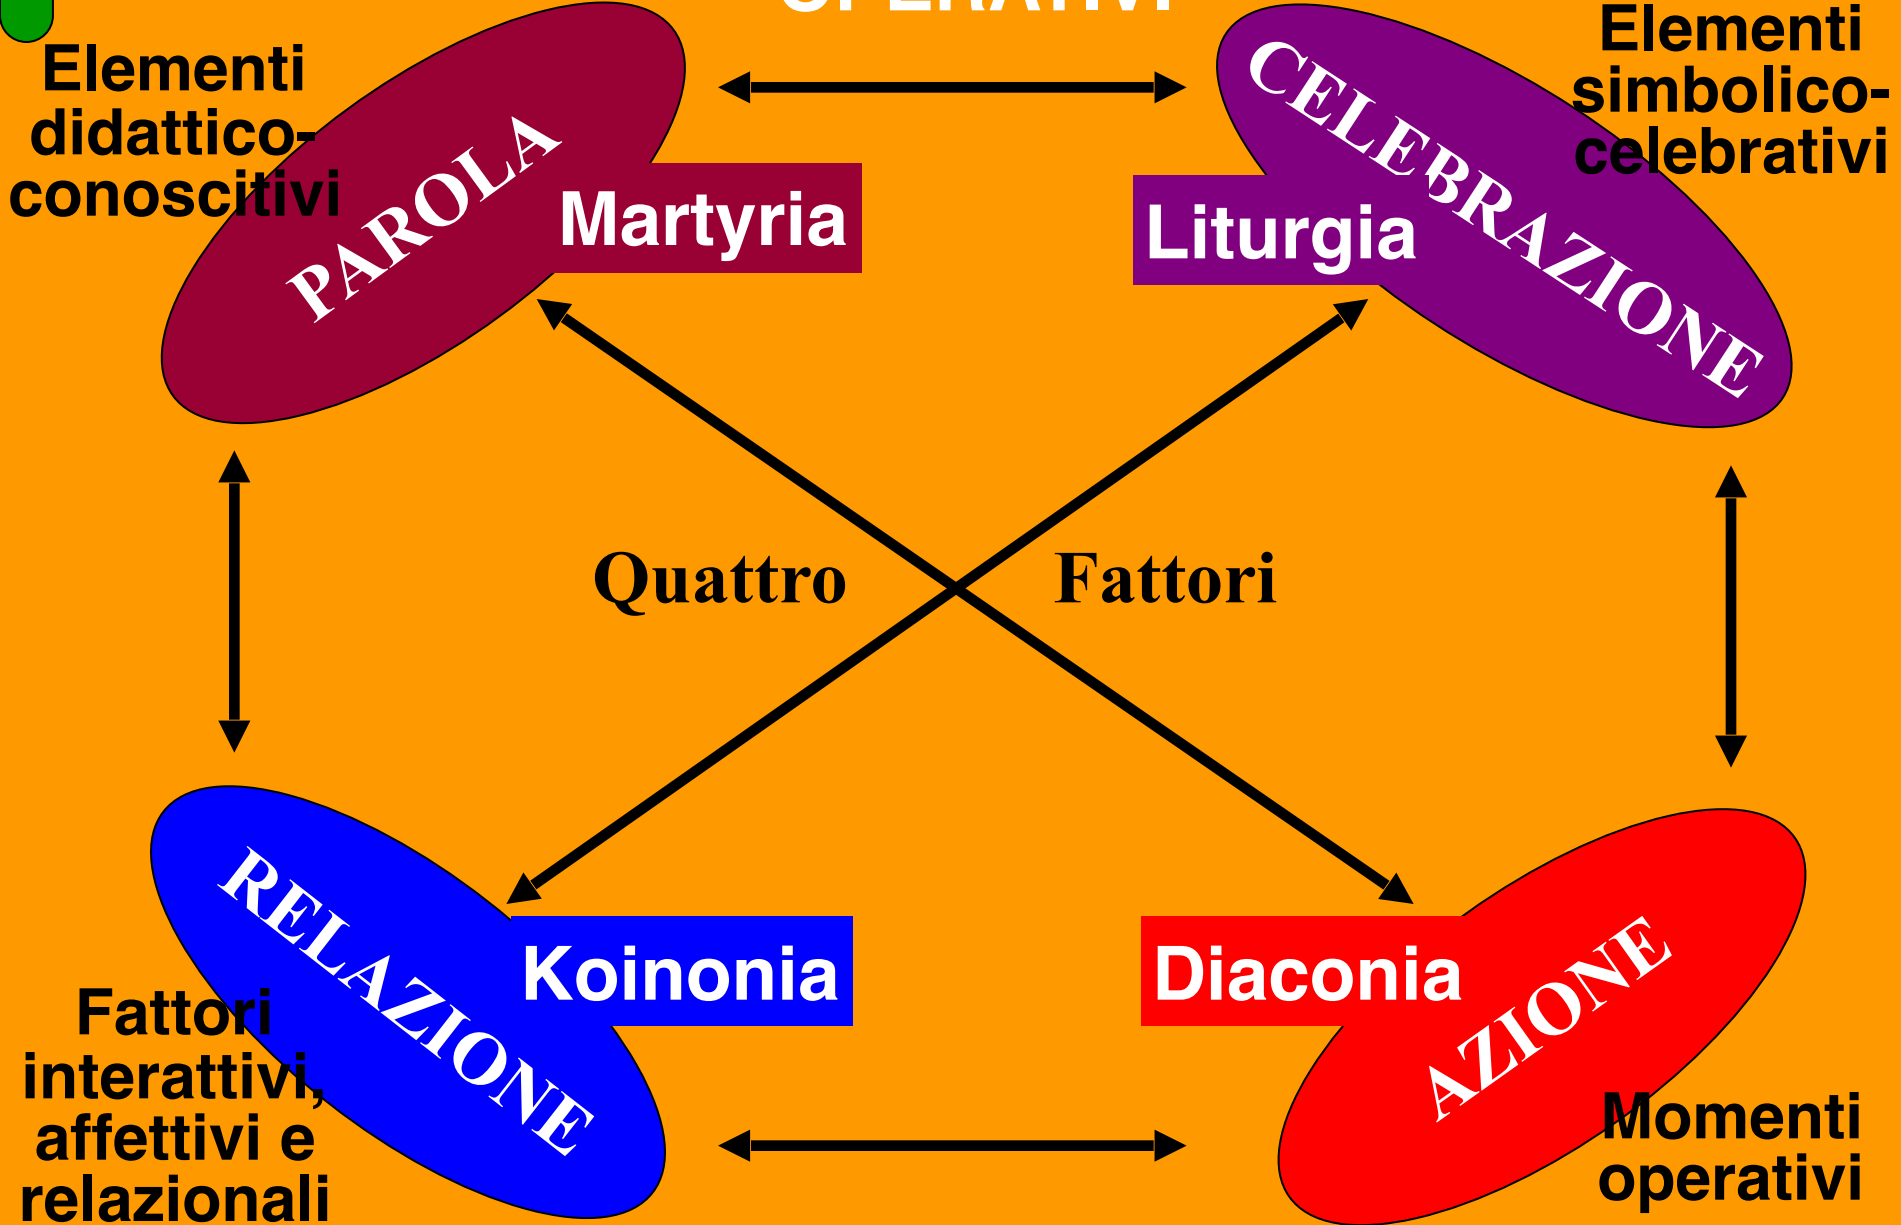 OPERATIVI
Elementi
didattico-
conoscitivi
PAROLA
Martyria
Elementi
simbolico-
celebrativi
CELEBRAZIONE
Liturgia
Quattro Fattori
RELAZIONE
Koinonia
Fattori
interattivi,
affettivi e
relazionali
Diaconia
AZIONE
Momenti
operativi